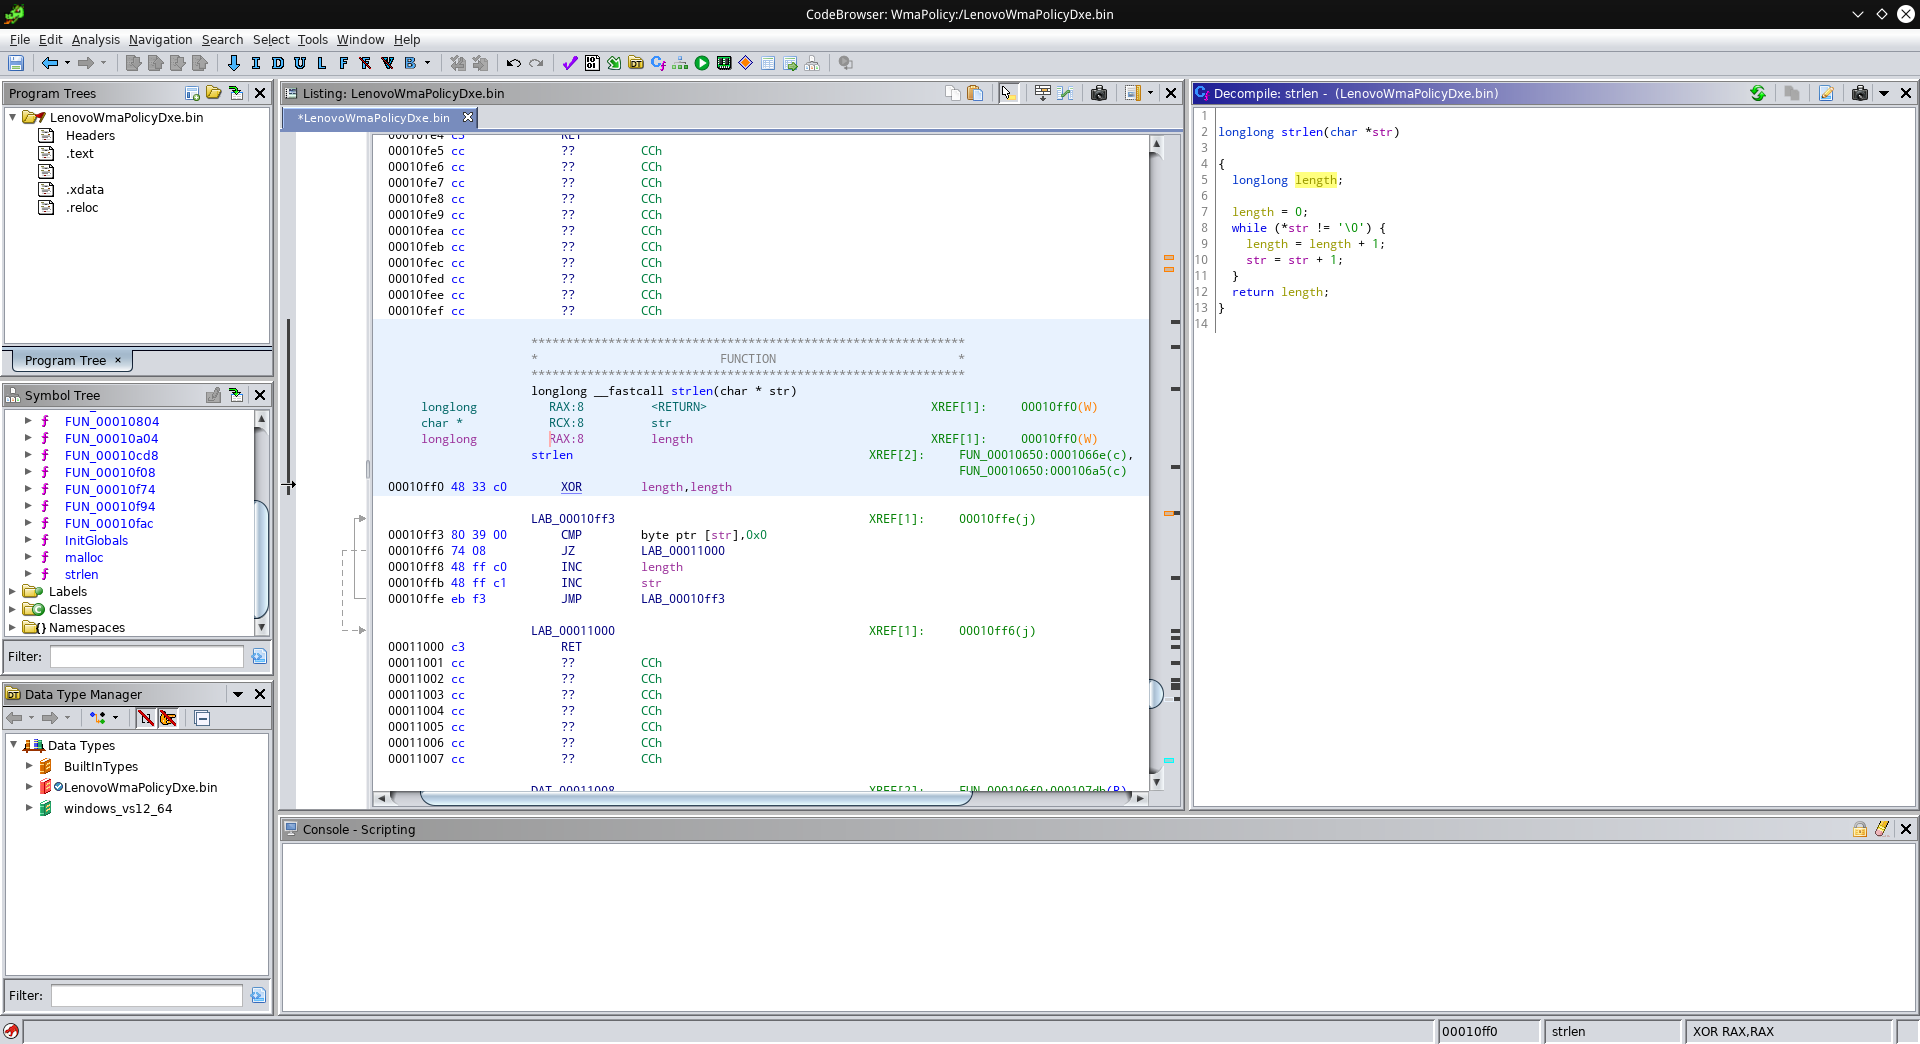 CodeBrowser: WmaPolicy:/LenovoWmaPolicyDxe.bin
File Edit Analysis Navigation Search Select Tools Window Help
I D U L F B
Program Trees
LenovoWmaPolicyDxe.bin
Headers
.text
.xdata
.reloc
Program Tree ×
Symbol Tree
FUN_00010804
FUN_00010a04
FUN_00010cd8
FUN_00010f08
FUN_00010f74
FUN_00010f94
FUN_00010fac
InitGlobals
malloc
strlen
Labels
Classes
Namespaces
Filter:
Data Type Manager
Data Types
BuiltInTypes
LenovoWmaPolicyDxe.bin
windows_vs12_64
Filter:
Listing: LenovoWmaPolicyDxe.bin
*LenovoWmaPolicyDxe.bin
00010fe4 c3 RET
00010fe5 cc ?? CCh
00010fe6 cc ?? CCh
00010fe7 cc ?? CCh
00010fe8 cc ?? CCh
00010fe9 cc ?? CCh
00010fea cc ?? CCh
00010feb cc ?? CCh
00010fec cc ?? CCh
00010fed cc ?? CCh
00010fee cc ?? CCh
00010fef cc ?? CCh
**************************************************************
* FUNCTION *
**************************************************************
longlong __fastcall strlen(char * str)
longlong RAX:8 <RETURN> XREF[1]: 00010ff0(W)
char * RCX:8 str
longlong RAX:8 length XREF[1]: 00010ff0(W)
strlen XREF[2]: FUN_00010650:0001066e(c),
FUN_00010650:000106a5(c)
00010ff0 48 33 c0 XOR length,length
LAB_00010ff3 XREF[1]: 00010ffe(j)
00010ff3 80 39 00 CMP byte ptr [str],0x0
00010ff6 74 08 JZ LAB_00011000
00010ff8 48 ff c0 INC length
00010ffb 48 ff c1 INC str
00010ffe eb f3 JMP LAB_00010ff3
LAB_00011000 XREF[1]: 00010ff6(j)
00011000 c3 RET
00011001 cc ?? CCh
00011002 cc ?? CCh
00011003 cc ?? CCh
00011004 cc ?? CCh
00011005 cc ?? CCh
00011006 cc ?? CCh
00011007 cc ?? CCh
DAT_00011008 XREF[2]: FUN_000106f0:000107db(R)
Decompile: strlen - (LenovoWmaPolicyDxe.bin)
1
2 longlong strlen(char *str)
3
4 {
5 longlong length;
6
7 length = 0;
8 while (*str != '\0') {
9 length = length + 1;
10 str = str + 1;
11 }
12 return length;
13 }
14
Console - Scripting
00010ff0 strlen XOR RAX,RAX